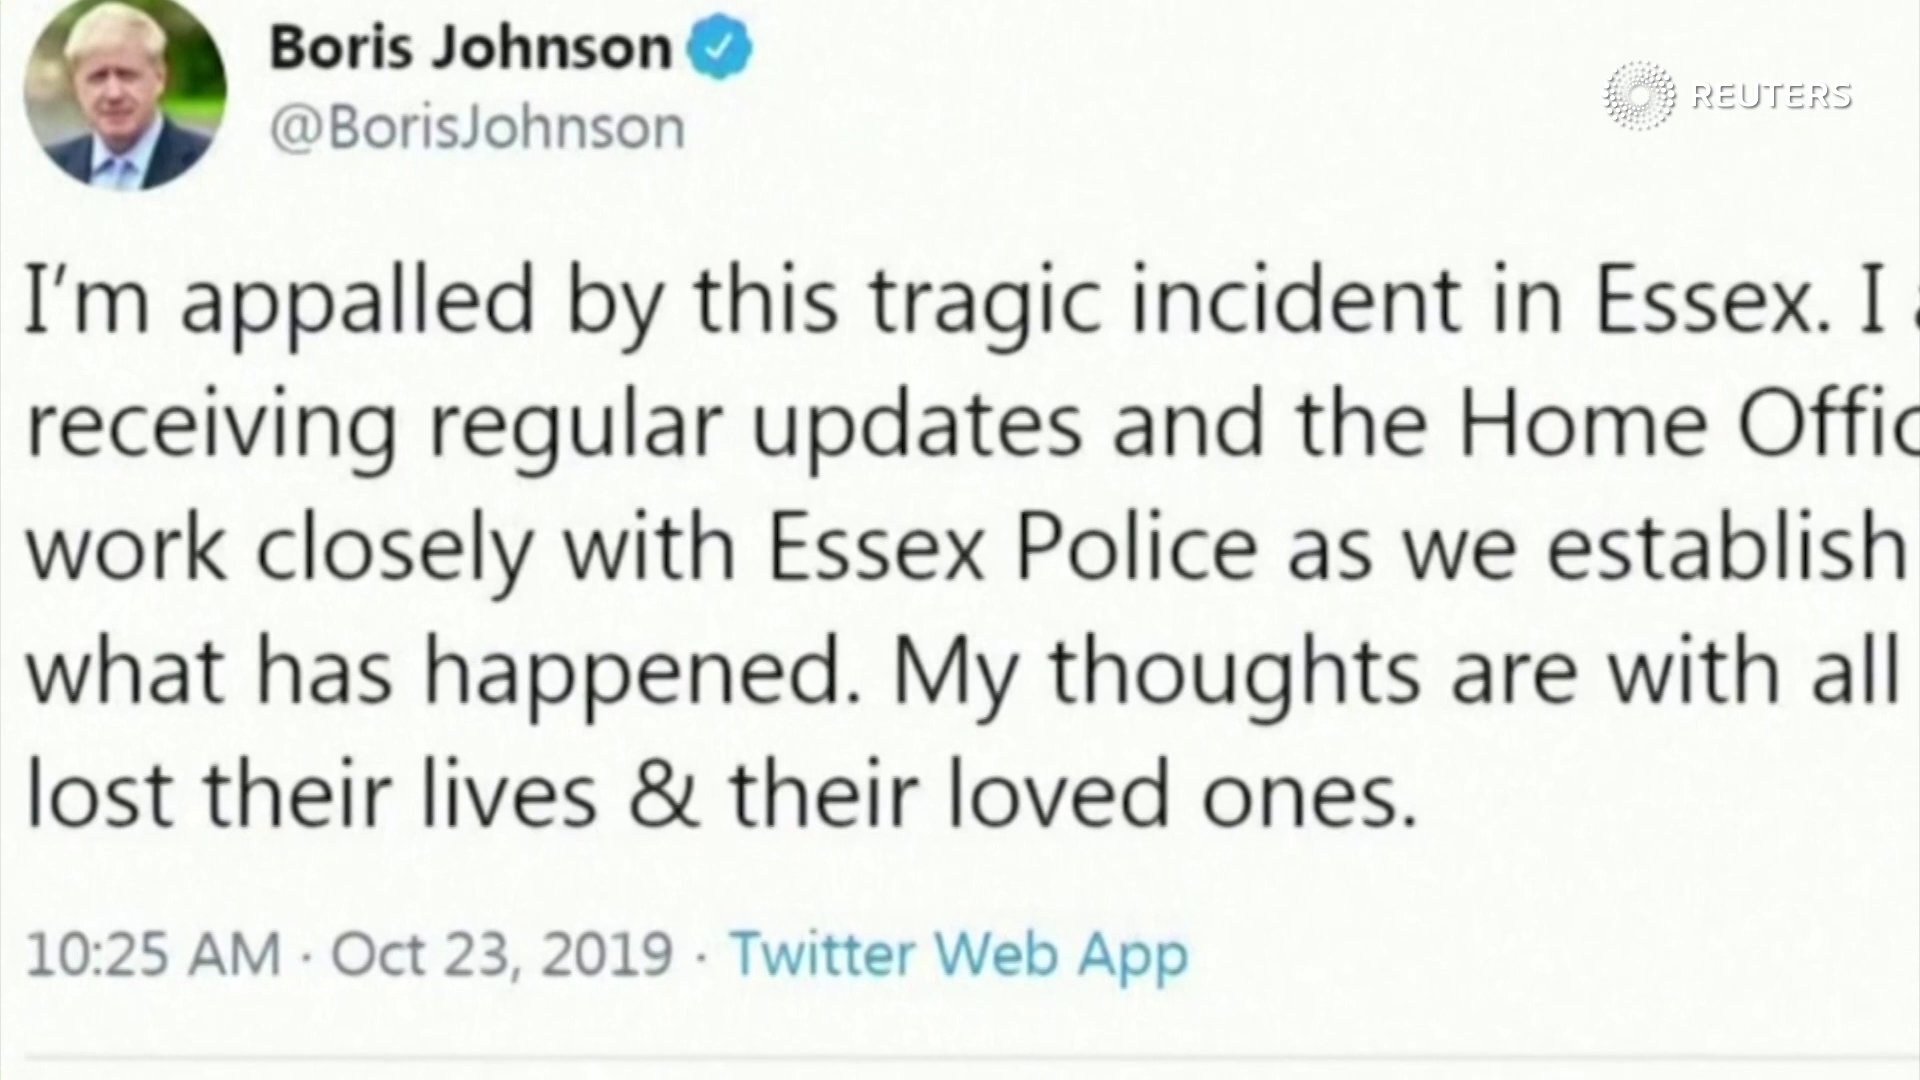 Boris Johnson
@BorisJohnson
REUTERS
I'm appalled by this tragic incident in Essex. I
receiving regular updates and the Home
work closely with Essex Police as we establish
what has happened. My thoughts are with all
lost their lives & their loved ones.
10:25 AM · Oct 23, 2019 · Twitter Web App